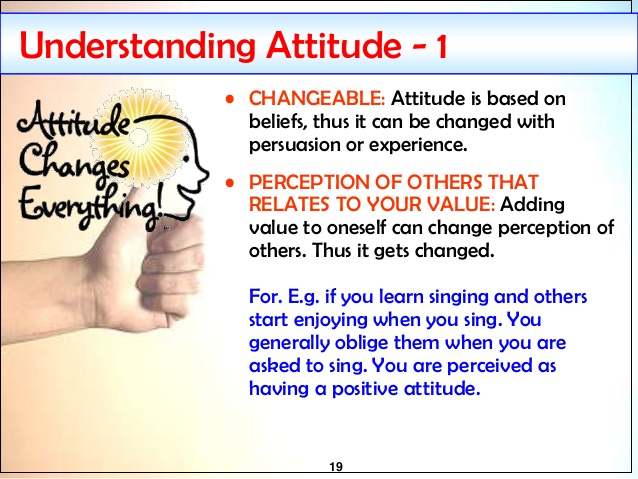 Understanding Attitude - 1
Attitude
Changes
Everything!
• CHANGEABLE: Attitude is based on
beliefs, thus it can be changed with
persuasion or experience.
• PERCEPTION OF OTHERS THAT
RELATES TO YOUR VALUE: Adding
value to oneself can change perception of
others. Thus it gets changed.
For. E.g. if you learn singing and others
start enjoying when you sing. You
generally oblige them when you are
asked to sing. You are perceived as
having a positive attitude.
19